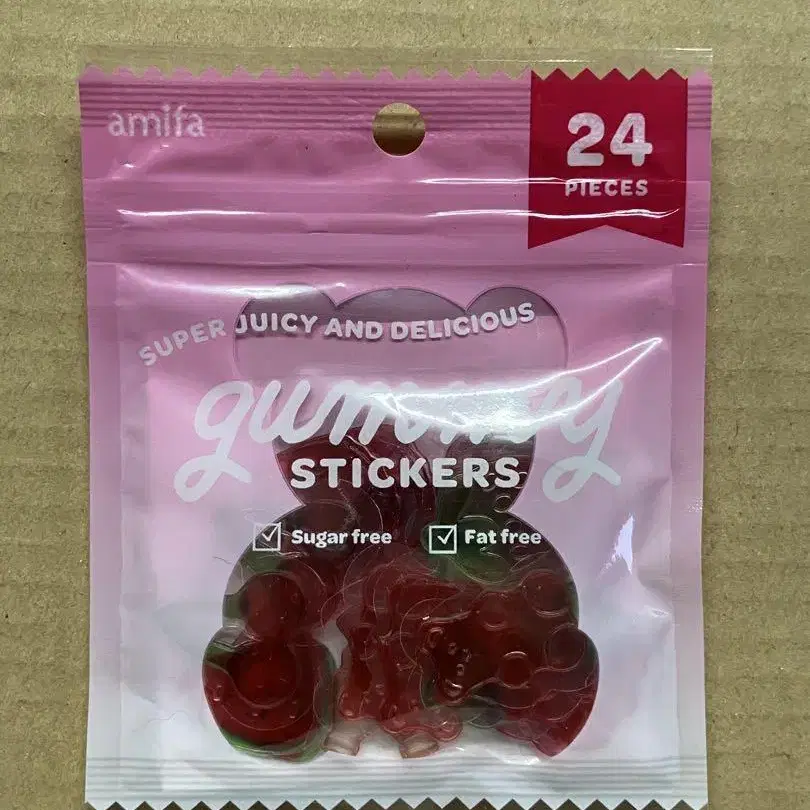 amifa
24
PIECES
SUPER JUICY AND DELICIOUS
gummy
STICKERS
Sugar free
Fat free